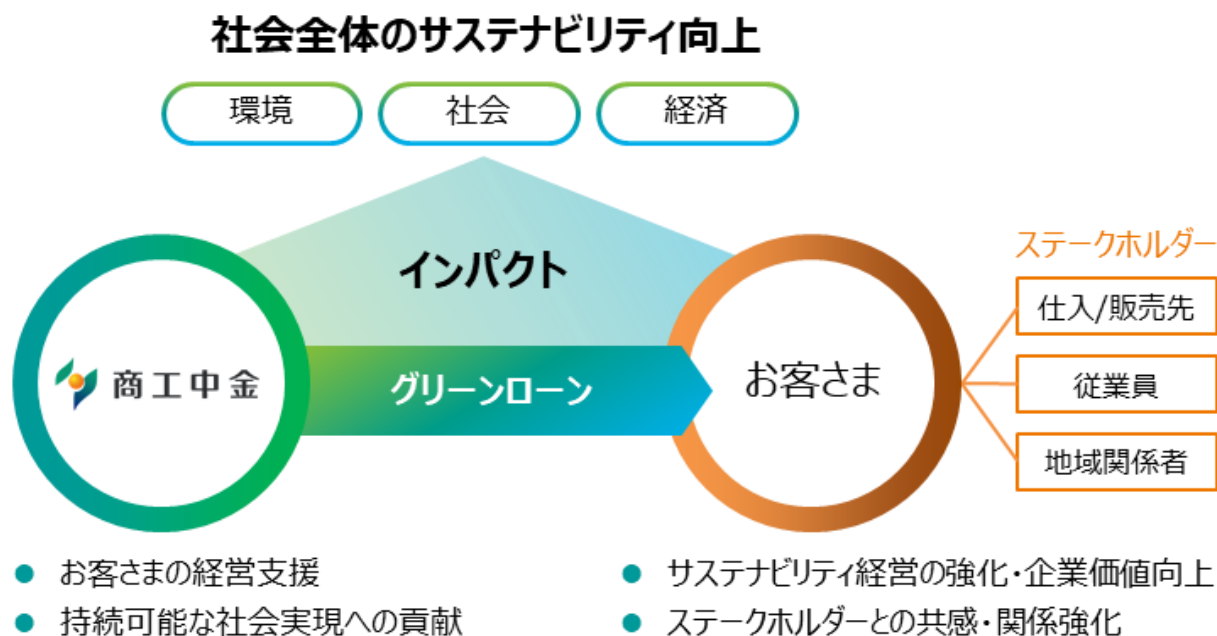 社会全体のサステナビリティ向上
環境
社会
経済
インパクト
商工中金
グリーンローン
お客さま
ステークホルダー
仕入/販売先
従業員
地域関係者
● お客さまの経営支援
● 持続可能な社会実現への貢献
● サステナビリティ経営の強化・企業価値向上
● ステークホルダーとの共感・関係強化